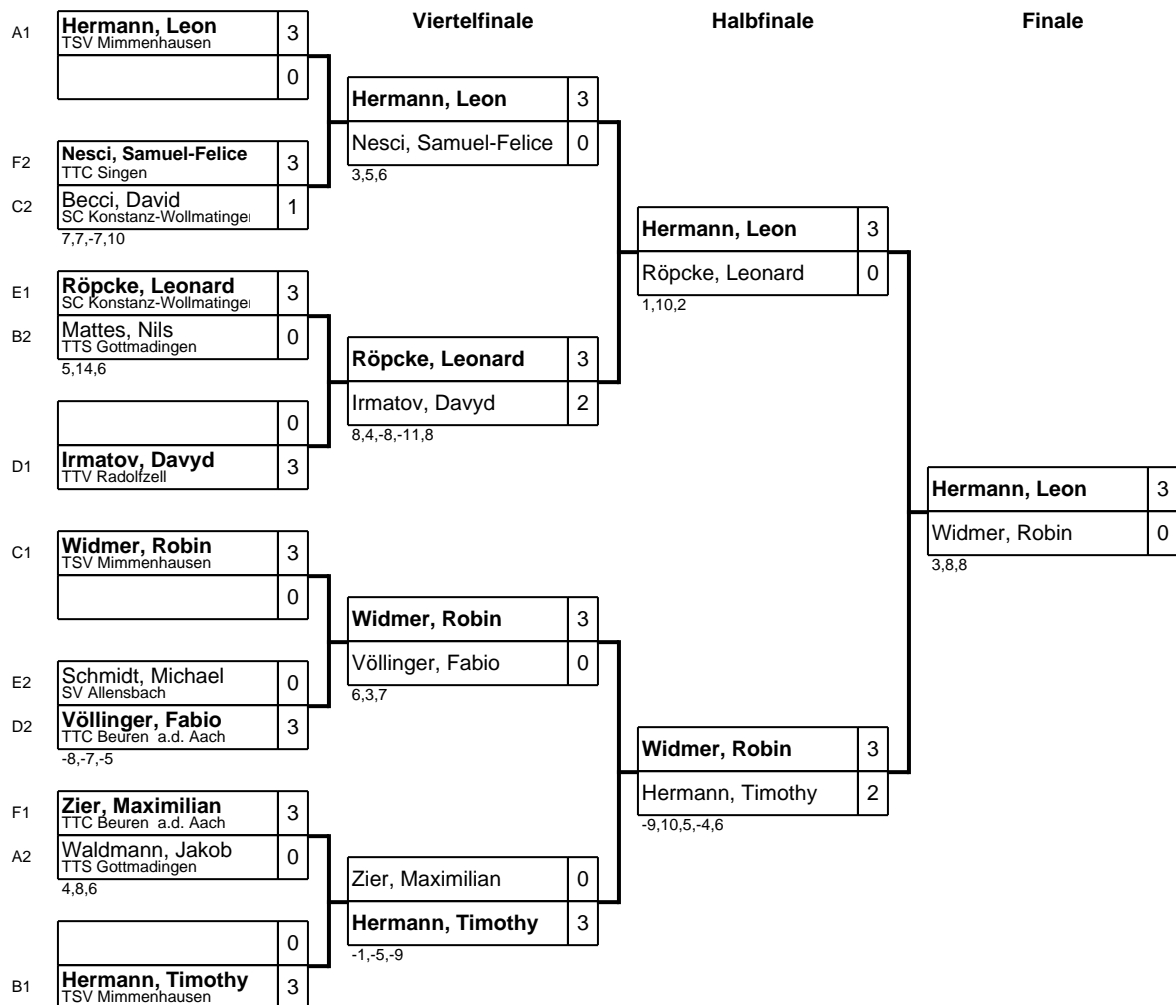 Viertelfinale
Halbfinale
Finale
A1
Hermann, Leon 3
TSV Mimmenhausen
0
F2
Nesci, Samuel-Felice 3
TTC Singen
C2
Becci, David 1
SC Konstanz-Wollmatinge
7,7,-7,10
E1
Röpcke, Leonard 3
SC Konstanz-Wollmatinge
B2
Mattes, Nils 0
TTS Gottmadingen
5,14,6
0
D1
Irmatov, Davyd 3
TTV Radolfzell
C1
Widmer, Robin 3
TSV Mimmenhausen
0
E2
Schmidt, Michael 0
SV Allensbach
D2
Völlinger, Fabio 3
TTC Beuren a.d. Aach
-8,-7,-5
F1
Zier, Maximilian 3
TTC Beuren a.d. Aach
A2
Waldmann, Jakob 0
TTS Gottmadingen
4,8,6
0
B1
Hermann, Timothy 3
TSV Mimmenhausen
Hermann, Leon 3
Nesci, Samuel-Felice 0
3,5,6
Röpcke, Leonard 3
Irmatov, Davyd 2
8,4,-8,-11,8
Widmer, Robin 3
Völlinger, Fabio 0
6,3,7
Zier, Maximilian 0
Hermann, Timothy 3
-1,-5,-9
Hermann, Leon 3
Röpcke, Leonard 0
1,10,2
Widmer, Robin 3
Hermann, Timothy 2
-9,10,5,-4,6
Hermann, Leon 3
Widmer, Robin 0
3,8,8